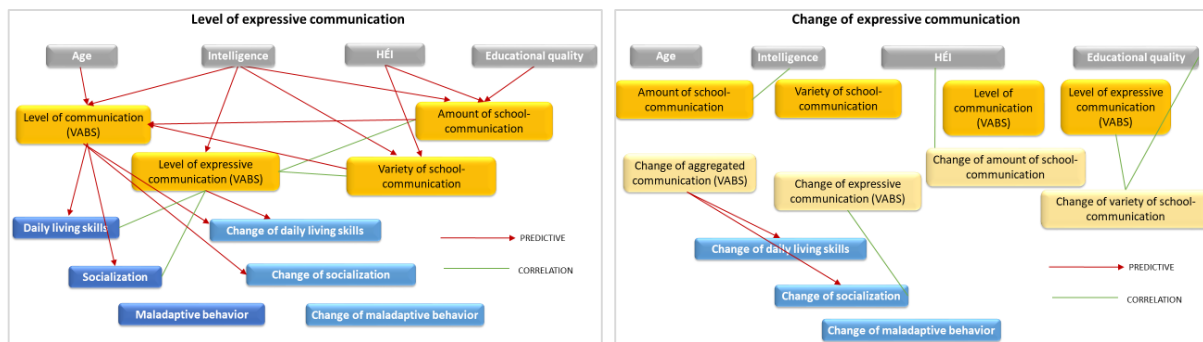 Level of expressive communication
Age
Intelligence
HÉI
Educational quality
Level of communication
(VABS)
Amount of school-
communication
Level of expressive
communication (VABS)
Variety of school-
communication
Daily living skills
Change of daily living skills
PREDICTIVE
Socialization
Change of socialization
CORRELATION
Maladaptive behavior
Change of maladaptive behavior
Change of expressive communication
Age
Intelligence
HÉI
Educational quality
Amount of school-
communication
Variety of school-
communication
Level of
communication
(VABS)
Level of expressive
communication
(VABS)
Change of aggregated
communication (VABS)
Change of amount of school-
communication
Change of expressive
communication (VABS)
Change of variety of school-
communication
Change of daily living skills
PREDICTIVE
Change of socialization
CORRELATION
Change of maladaptive behavior